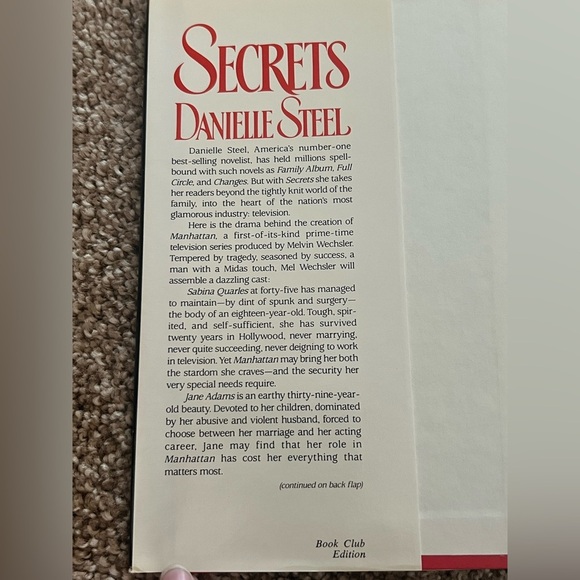 SECRETS
DANIELLE STEEL
Danielle Steel, America's number-one
best-selling novelist, has held millions spell-
bound with such novels as Family Album, Full
Circle, and Changes. But with Secrets she takes
her readers beyond the tightly knit world of the
family, into the heart of the nation's most
glamorous industry: television.
Here is the drama behind the creation of
Manhattan, a first-of-its-kind prime-time
television series produced by Melvin Wechsler.
Tempered by tragedy, seasoned by success, a
man with a Midas touch, Mel Wechsler will
assemble a dazzling cast:
Sabina Quarles at forty-five has managed
to maintain—by dint of spunk and surgery—
the body of an eighteen-year-old. Tough, spir-
ited, and self-sufficient, she has survived
twenty years in Hollywood, never marrying,
never quite succeeding, never deigning to work
in television. Yet Manhattan may bring her both
the stardom she craves—and the security her
very special needs require.
Jane Adams is an earthy thirty-nine-year-
old beauty. Devoted to her children, dominated
by her abusive and violent husband, forced to
choose between her marriage and her acting
career, Jane may find that her role in
Manhattan has cost her everything that
matters most.
(continued on back flap)
Book Club
Edition